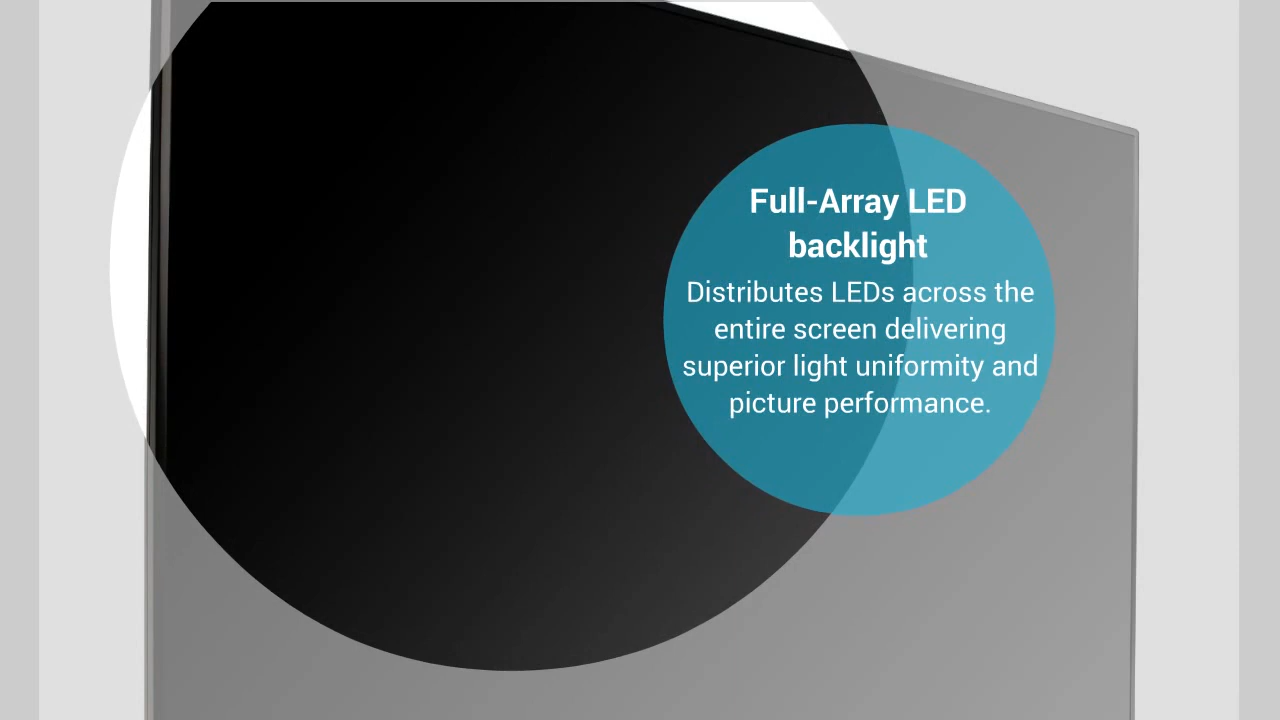 Full-Array LED
backlight
Distributes LEDs across the
entire screen delivering
superior light uniformity and
picture performance.